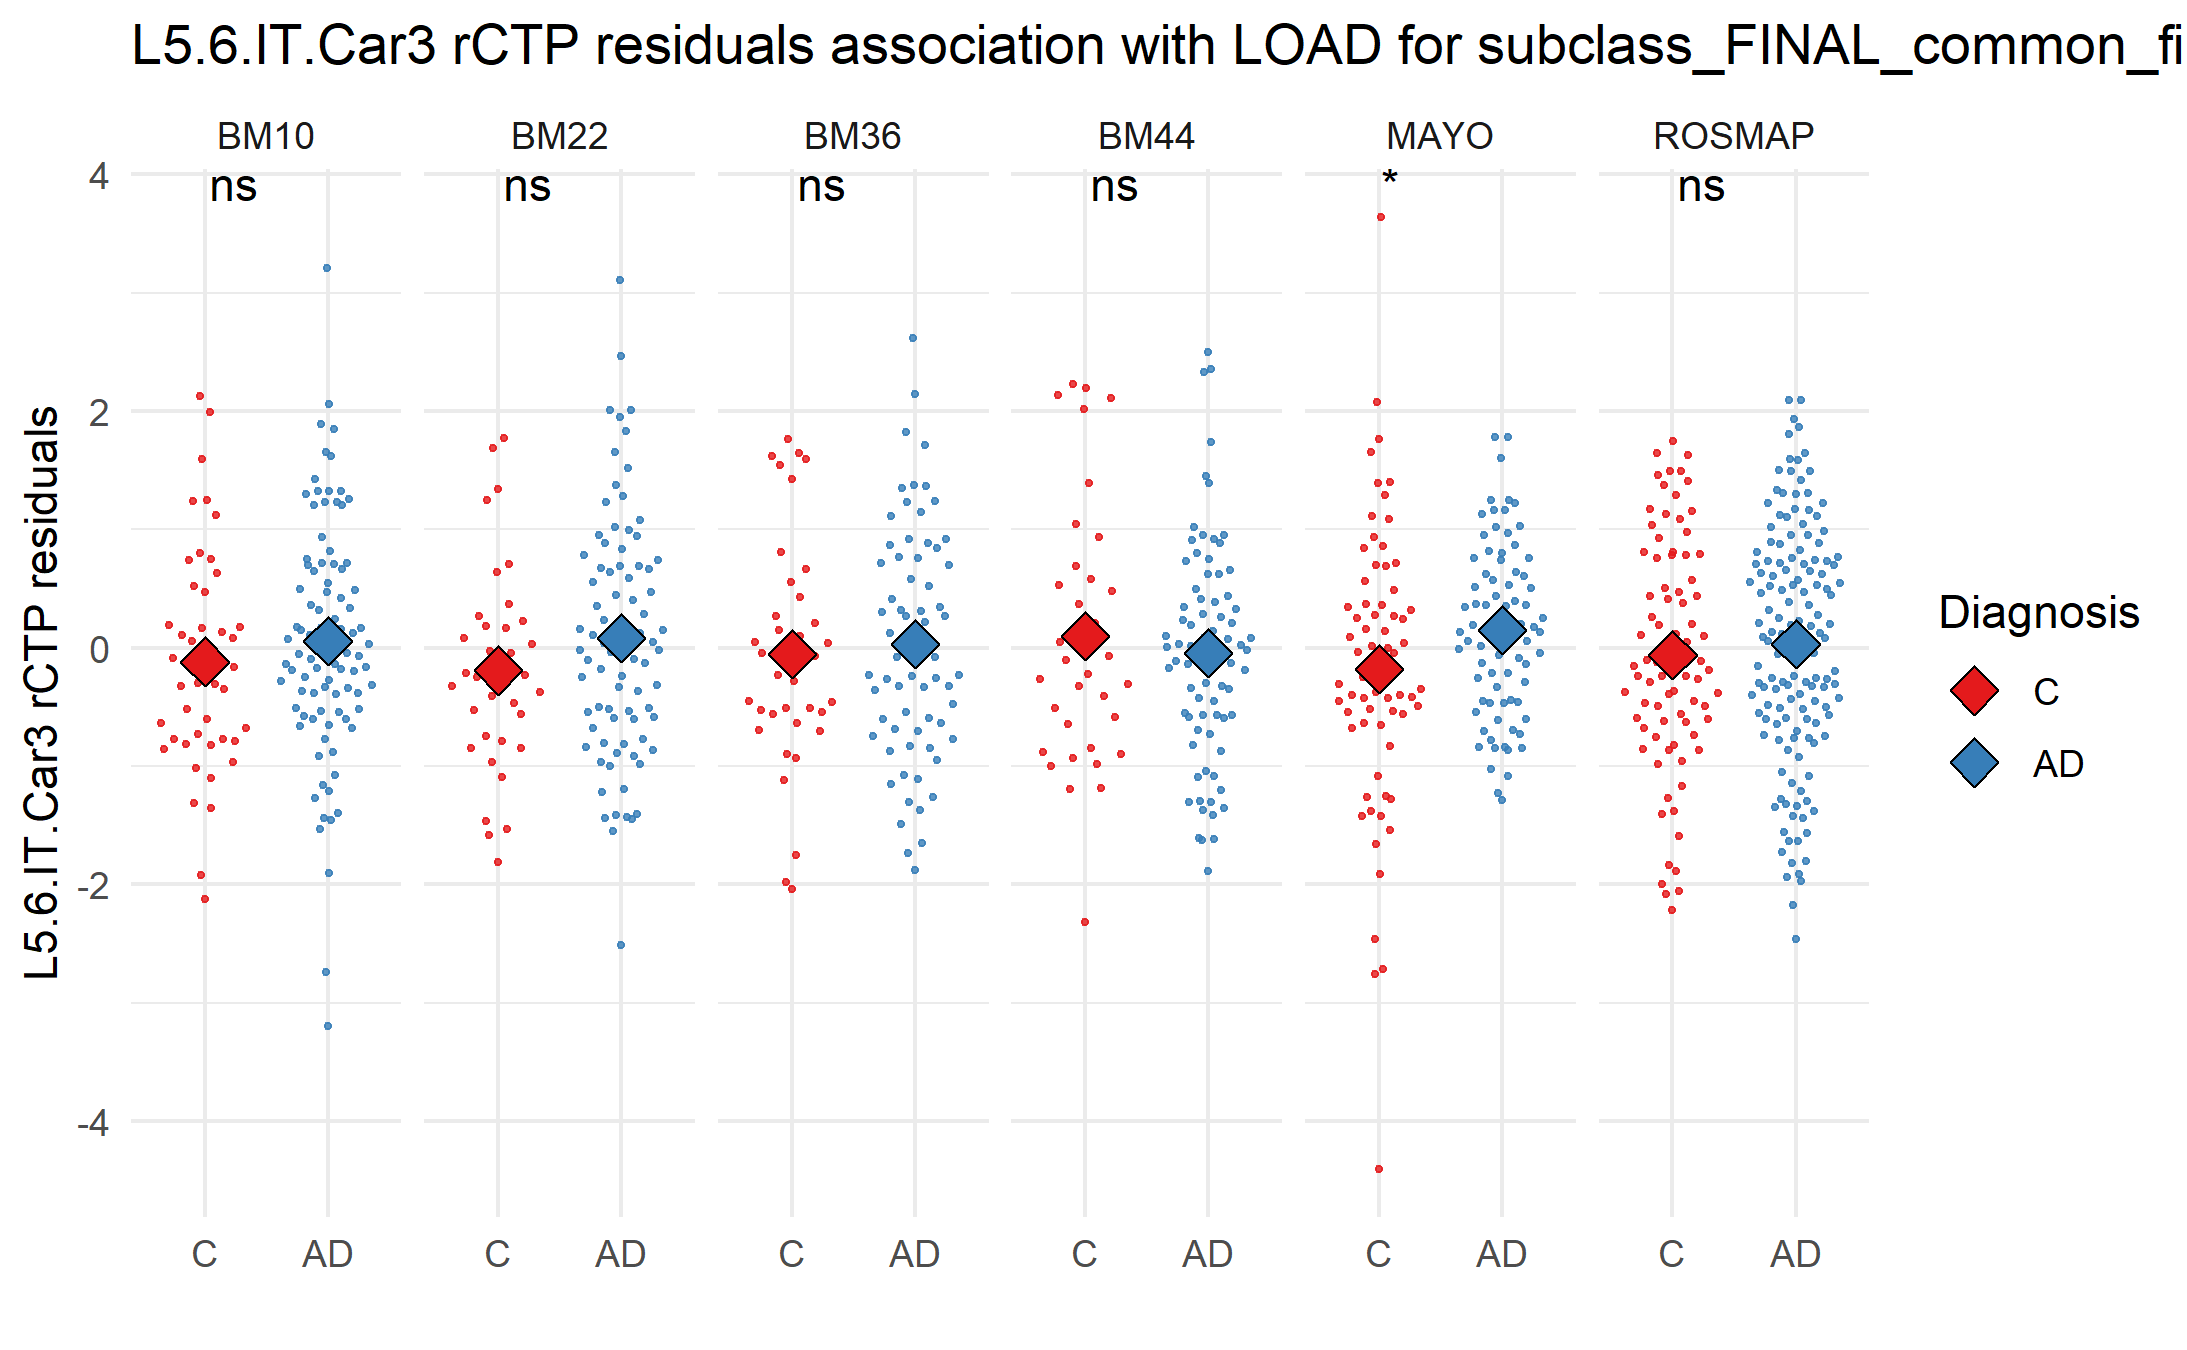 L5.6.IT.Car3 rCTP residuals association with LOAD for subclass_FINAL_common_fi
BM10 BM22 BM36 BM44 MAYO ROSMAP
ns ns ns ns * ns
4
2
0
-2
-4
L5.6.IT.Car3 rCTP residuals
C AD C AD C AD C AD C AD C AD
Diagnosis
C
AD